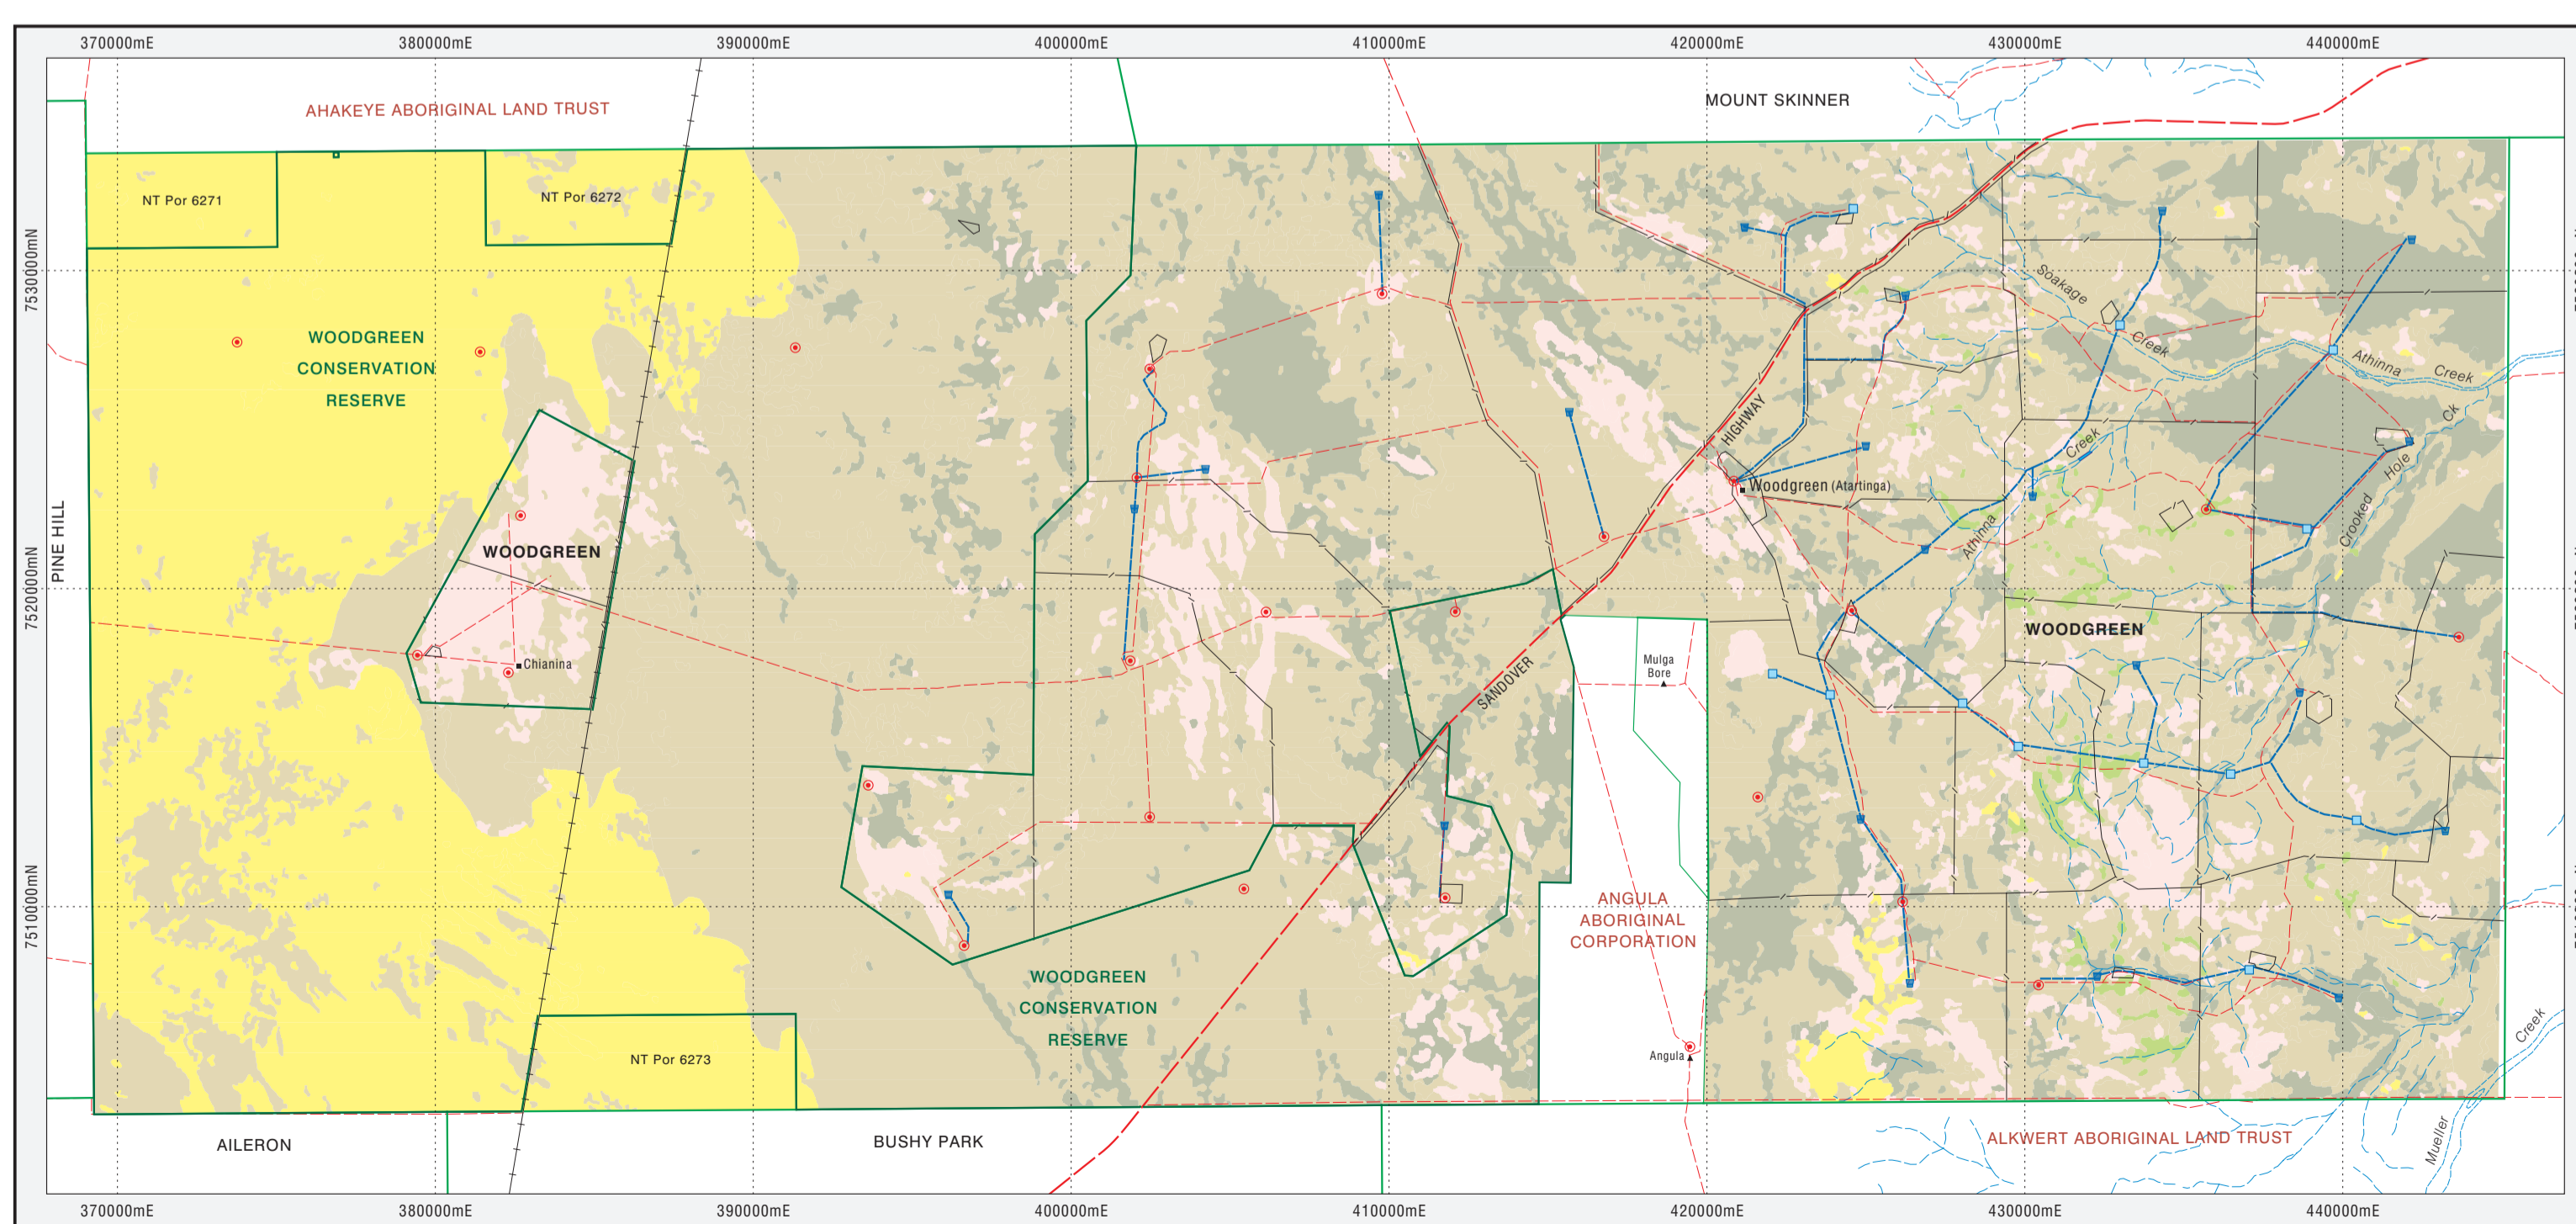 370000mE 380000mE 390000mE 400000mE 410000mE 420000mE 430000mE 440000mE
AHAKEYE ABORIGINAL LAND TRUST
MOUNT SKINNER
NT Por 6271
NT Por 6272
7530000mN
Soakage
Creek
WOODGREEN
CONSERVATION
RESERVE
Athinna
Creek
HIGHWAY
Ck
Hole
Crooked
Creek
Athinna
Woodgreen (Atartinga)
PINE HILL
WOODGREEN
7520000mN
WOODGREEN
Chianina
Mulga
Bore
SANDOVER
ANGULA
ABORIGINAL
CORPORATION
7510000mN
WOODGREEN
CONSERVATION
RESERVE
NT Por 6273
Angula
Creek
Mueller
AILERON
BUSHY PARK
ALKWERT ABORIGINAL LAND TRUST
370000mE 380000mE 390000mE 400000mE 410000mE 420000mE 430000mE 440000mE